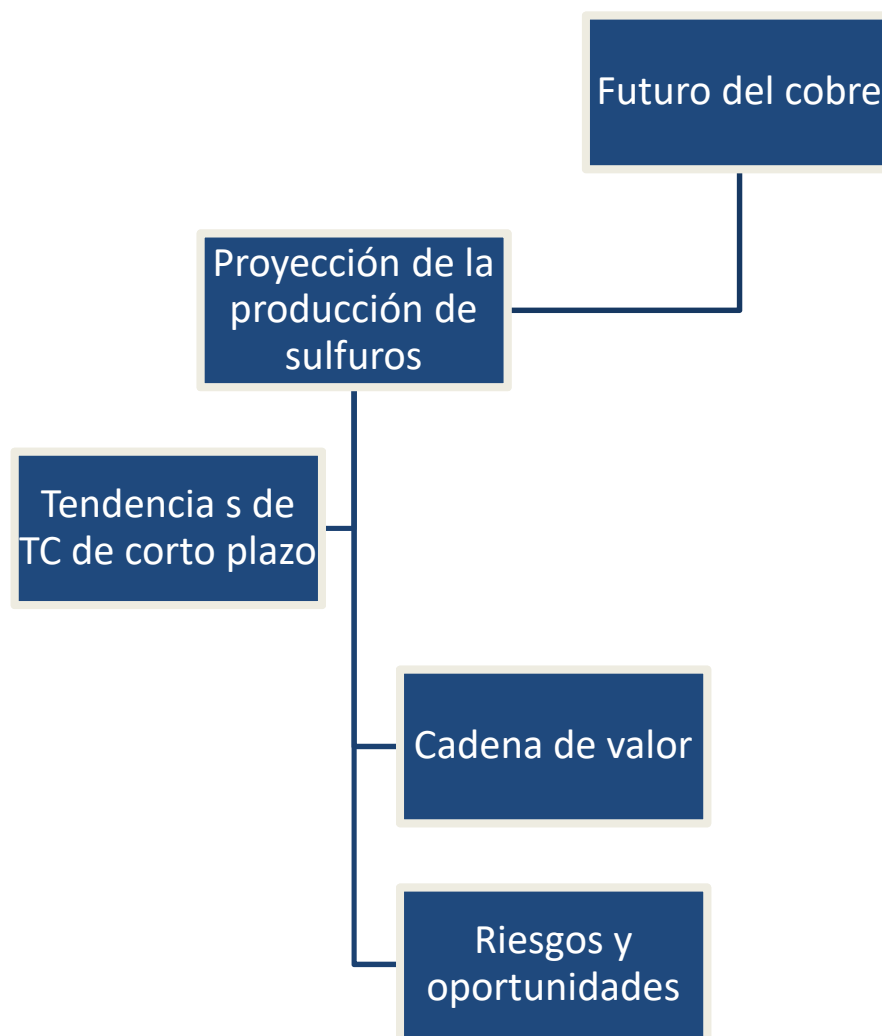 Futuro del cobre
Proyección de la
producción de
sulfuros
Tendencia s de
TC de corto plazo
Cadena de valor
Riesgos y
oportunidades